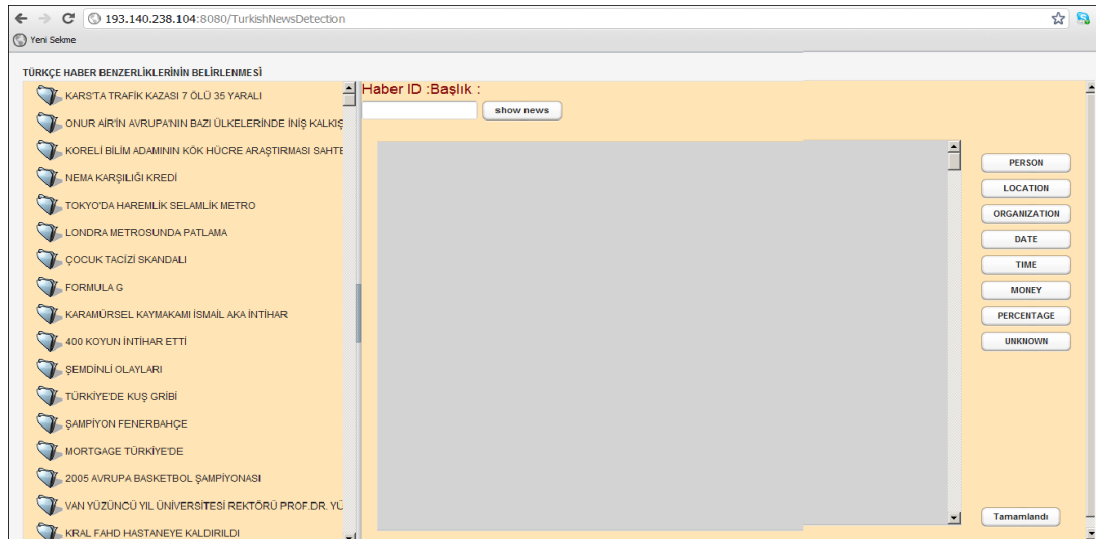 193.140.238.104:8080/TurkishNewsDetection
Yeni Sekme
TÜRKÇE HABER BENZERLİKLERİNİN BELİRLENMESİ
KARSTA TRAFİK KAZASI 7 ÖLÜ 35 YARALI
ONUR AİR'İN AVRUPA'NIN BAZI ÜLKELERİNDE İNİŞ KALKIŞ
KORELİ BİLİM ADAMININ KÖK HÜCRE ARAŞTIRMASI SAHTE
NEMA KARŞILIĞI KREDİ
TOKYO'DA HAREMLİK SELAMLIK METRO
LONDRA METROSUNDA PATLAMA
ÇOCUK TACİZİ SKANDALI
FORMULA G
KARAMÜRSEL KAYMAKAMI İSMAİL AKA İNTİHAR
400 KOYUN İNTİHAR ETTİ
ŞEMDİNLİ OLAYLARI
TÜRKİYE'DE KUŞ GRİBİ
ŞAMPİYON FENERBAHÇE
MORTGAGE TÜRKİYE'DE
2005 AVRUPA BASKETBOL ŞAMPİYONASI
VAN YÜZÜNCÜ YIL ÜNİVERSİTESİ REKTÖRÜ PROF.DR. YÜ
KRAL FAHD HASTANEYE KALDIRILDI
Haber ID :Başlık :
show news
PERSON
LOCATION
ORGANIZATION
DATE
TIME
MONEY
PERCENTAGE
UNKNOWN
Tamamlandı